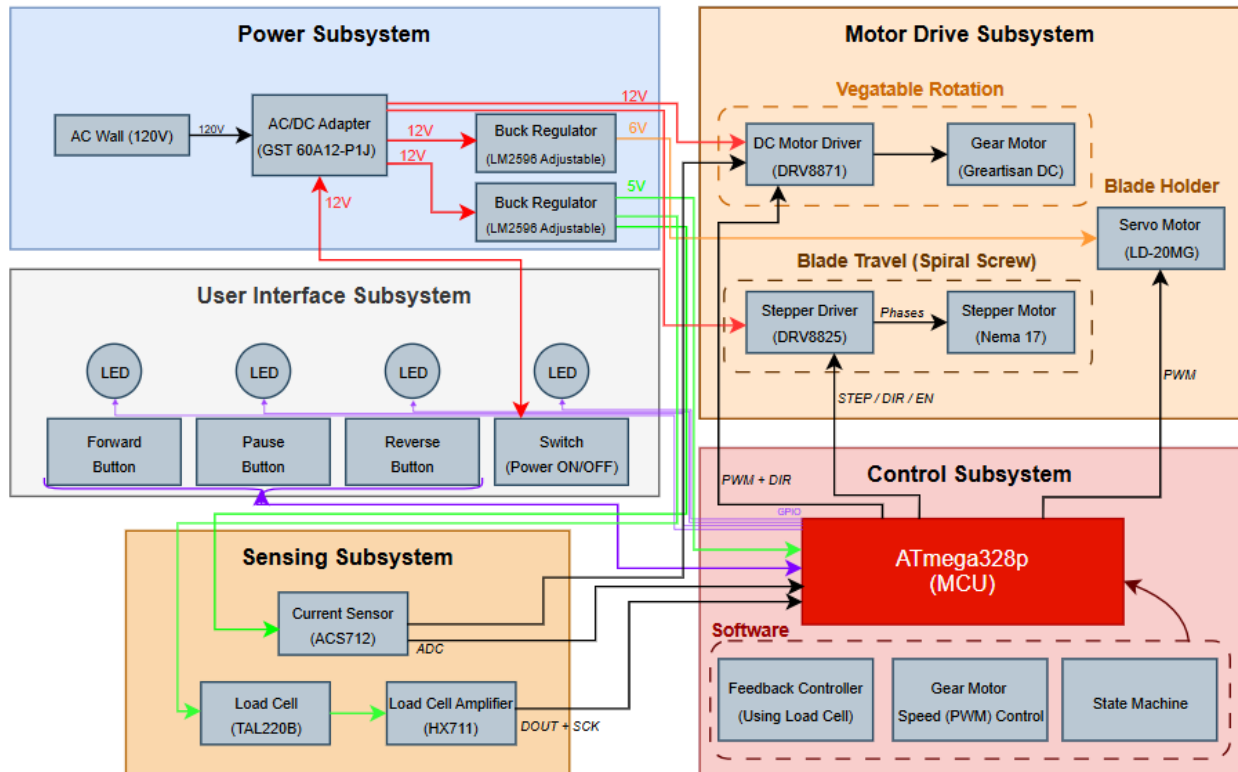 Power Subsystem
AC Wall (120V)
120V
AC/DC Adapter
(GST 60A12-P1J)
12V
12V
12V
12V
Buck Regulator
(LM2596 Adjustable)
6V
Buck Regulator
(LM2596 Adjustable)
5V
Motor Drive Subsystem
Vegatable Rotation
DC Motor Driver
(DRV8871)
Gear Motor
(Greartisan DC)
Blade Holder
Servo Motor
(LD-20MG)
Blade Travel (Spiral Screw)
Stepper Driver
(DRV8825)
Phases
Stepper Motor
(Nema 17)
STEP / DIR / EN
PWM
PWM + DIR
User Interface Subsystem
LED
LED
LED
LED
Forward
Button
Pause
Button
Reverse
Button
Switch
(Power ON/OFF)
Sensing Subsystem
Current Sensor
(ACS712)
ADC
Load Cell
(TAL220B)
Load Cell Amplifier
(HX711)
DOUT + SCK
Control Subsystem
GPIO
ATmega328p
(MCU)
Software
Feedback Controller
(Using Load Cell)
Gear Motor
Speed (PWM) Control
State Machine